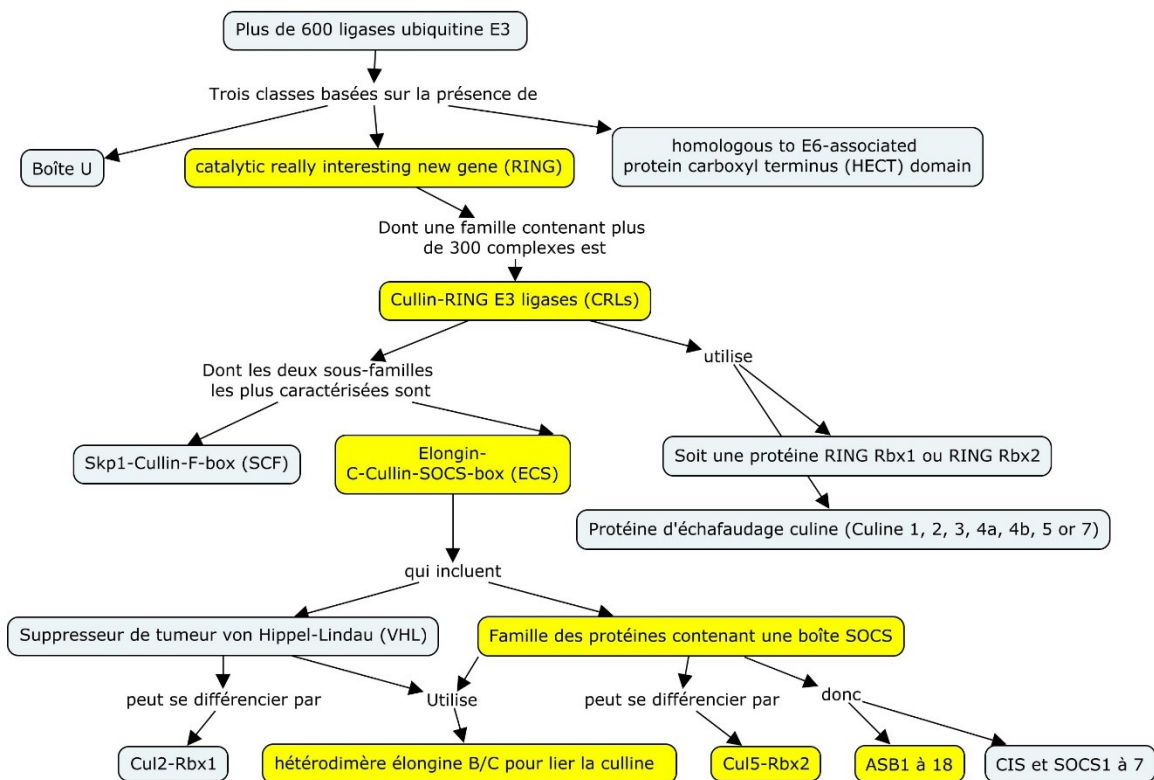 Plus de 600 ligases ubiquitine E3
Trois classes basées sur la présence de
Boîte U
catalytic really interesting new gene (RING)
homologous to E6-associated
protein carboxyl terminus (HECT) domain
Dont une famille contenant plus
de 300 complexes est
Cullin-RING E3 ligases (CRLs)
Dont les deux sous-familles
les plus caractérisées sont
utilise
Skp1-Cullin-F-box (SCF)
Elongin-
C-Cullin-SOCS-box (ECS)
Soit une protéine RING Rbx1 ou RING Rbx2
Protéine d'échafaudage culine (Culine 1, 2, 3, 4a, 4b, 5 or 7)
qui incluent
Suppresseur de tumeur von Hippel-Lindau (VHL)
Famille des protéines contenant une boîte SOCS
peut se différencier par
Utilise
peut se différencier par
donc
Cul2-Rbx1
hétérodimère élongine B/C pour lier la culline
Cul5-Rbx2
ASB1 à 18
CIS et SOCS1 à 7